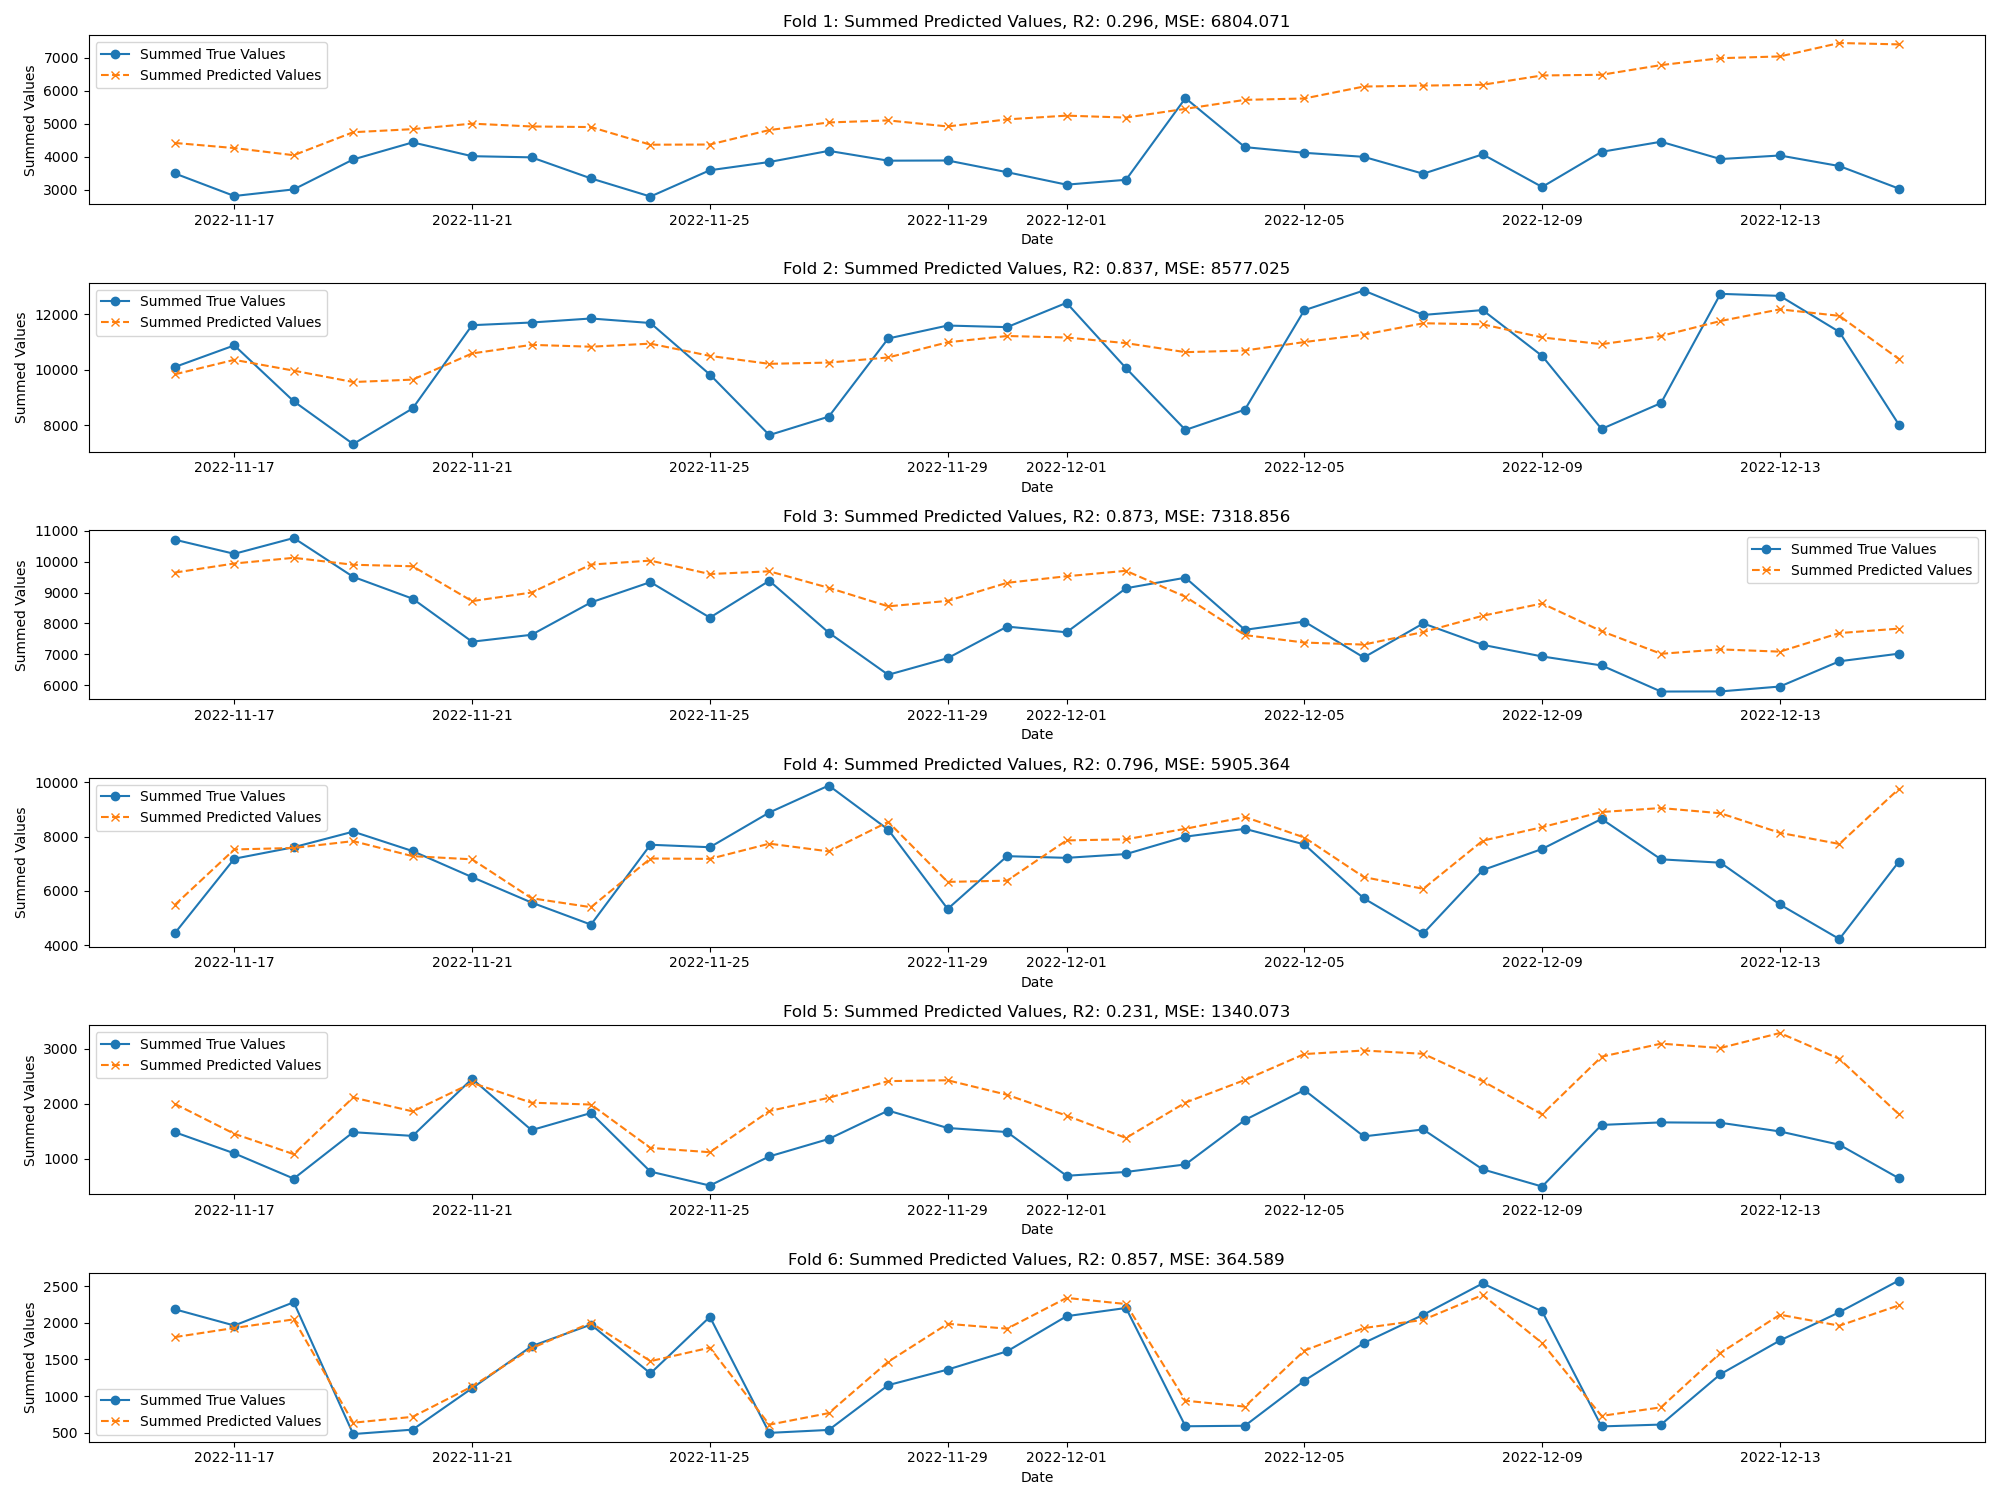 Fold 1: Summed Predicted Values, R2: 0.296, MSE: 6804.071
Summed True Values
Summed Predicted Values
Summed Values
7000
6000
5000
4000
3000
2022-11-17 2022-11-21 2022-11-25 2022-11-29 2022-12-01 2022-12-05 2022-12-09 2022-12-13
Date
Fold 2: Summed Predicted Values, R2: 0.837, MSE: 8577.025
Summed True Values
Summed Predicted Values
Summed Values
12000
10000
8000
2022-11-17 2022-11-21 2022-11-25 2022-11-29 2022-12-01 2022-12-05 2022-12-09 2022-12-13
Date
Fold 3: Summed Predicted Values, R2: 0.873, MSE: 7318.856
Summed True Values
Summed Predicted Values
Summed Values
11000
10000
9000
8000
7000
6000
2022-11-17 2022-11-21 2022-11-25 2022-11-29 2022-12-01 2022-12-05 2022-12-09 2022-12-13
Date
Fold 4: Summed Predicted Values, R2: 0.796, MSE: 5905.364
Summed True Values
Summed Predicted Values
Summed Values
10000
8000
6000
4000
2022-11-17 2022-11-21 2022-11-25 2022-11-29 2022-12-01 2022-12-05 2022-12-09 2022-12-13
Date
Fold 5: Summed Predicted Values, R2: 0.231, MSE: 1340.073
Summed True Values
Summed Predicted Values
Summed Values
3000
2000
1000
2022-11-17 2022-11-21 2022-11-25 2022-11-29 2022-12-01 2022-12-05 2022-12-09 2022-12-13
Date
Fold 6: Summed Predicted Values, R2: 0.857, MSE: 364.589
Summed Values
2500
2000
1500
1000
500
Summed True Values
Summed Predicted Values
2022-11-17 2022-11-21 2022-11-25 2022-11-29 2022-12-01 2022-12-05 2022-12-09 2022-12-13
Date